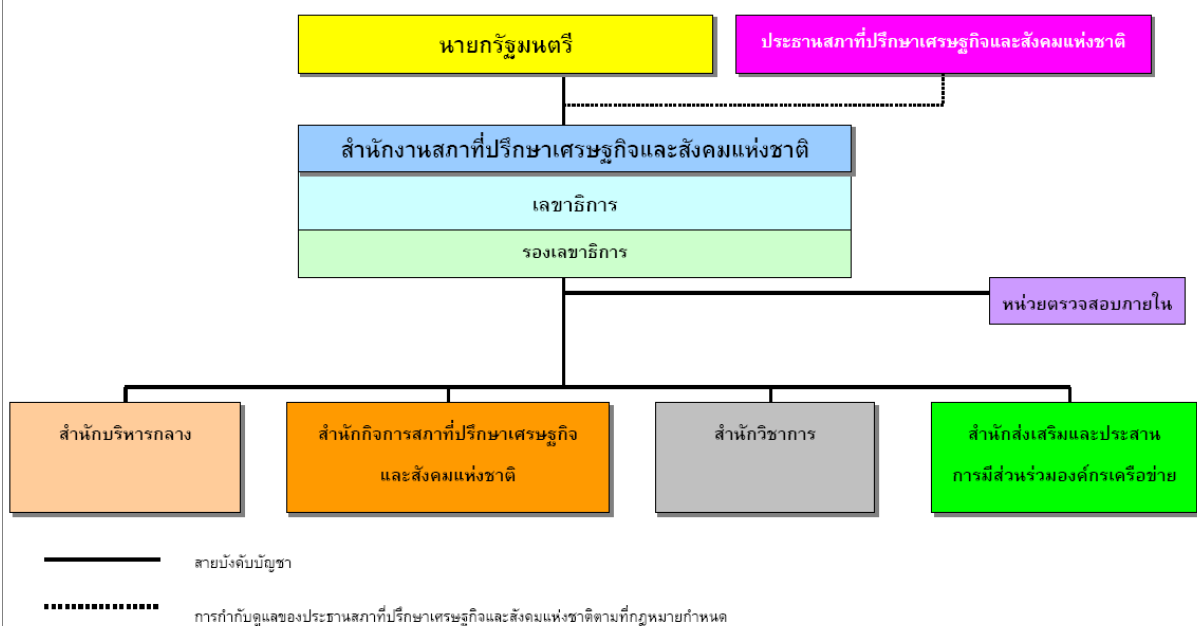 นายกรัฐมนตรี
ประธานสภาที่ปรึกษาเศรษฐกิจและสังคมแห่งชาติ
สำนักงานสภาที่ปรึกษาเศรษฐกิจและสังคมแห่งชาติ
เลขาธิการ
รองเลขาธิการ
หน่วยตรวจสอบภายใน
สำนักบริหารกลาง
สำนักกิจการสภาที่ปรึกษาเศรษฐกิจ
และสังคมแห่งชาติ
สำนักวิชาการ
สำนักส่งเสริมและประสาน
การมีส่วนร่วมองค์กรเครือข่าย
สายบังคับบัญชา
การกำกับดูแลของประธานสภาที่ปรึกษาเศรษฐกิจและสังคมแห่งชาติตามที่กฎหมายกำหนด